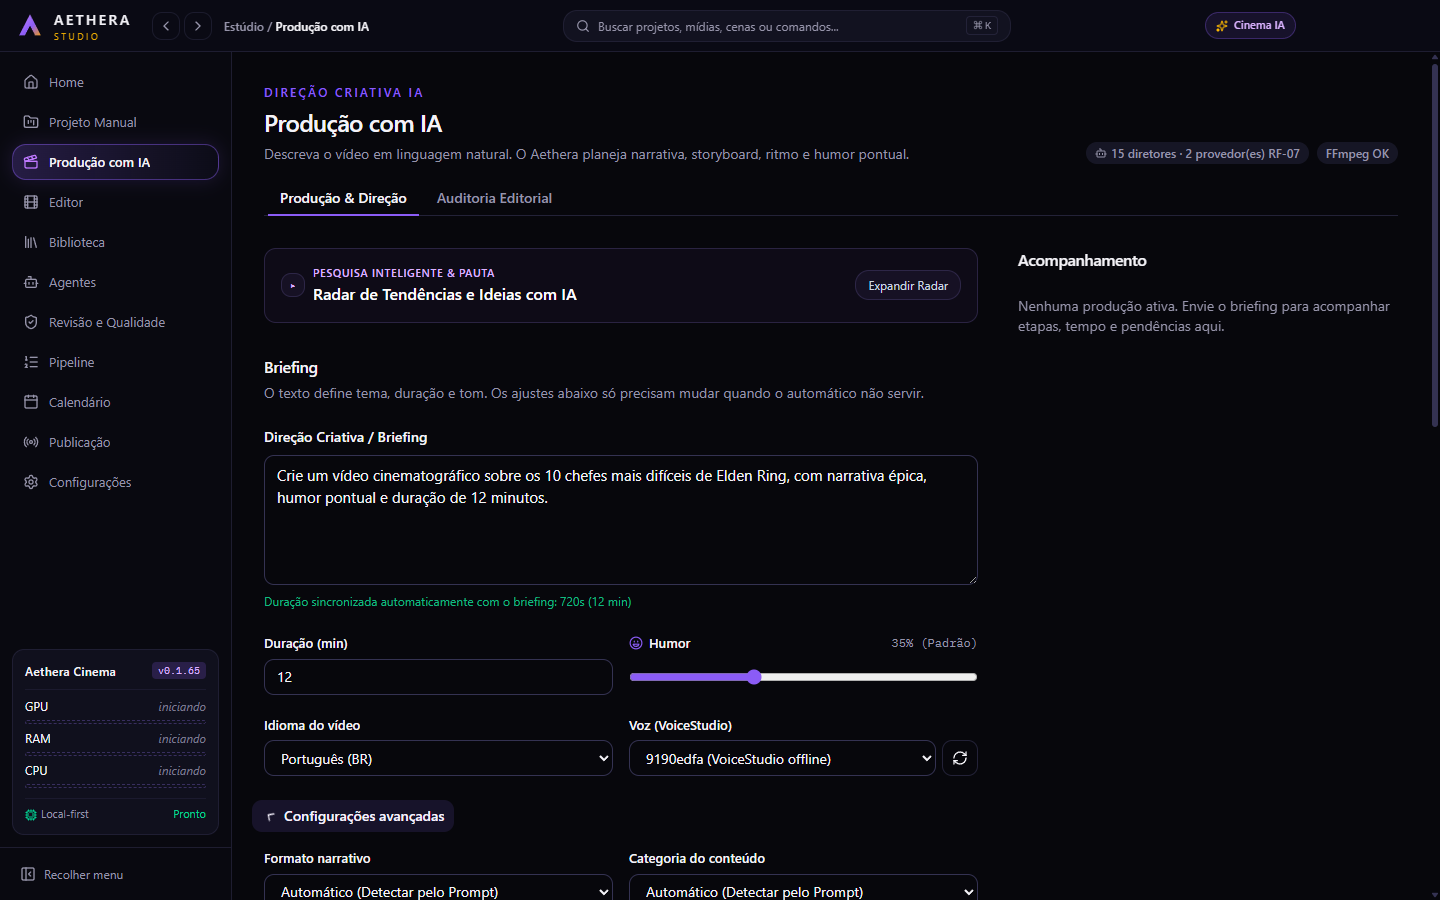 AETHERA
STUDIO
Estúdio / Produção com IA
Buscar projetos, mídias, cenas ou comandos...
⌘ K
Cinema IA
Home
Projeto Manual
Produção com IA
Editor
Biblioteca
Agentes
Revisão e Qualidade
Pipeline
Calendário
Publicação
Configurações
Aethera Cinema
v0.1.65
GPU
iniciando
RAM
iniciando
CPU
iniciando
Local-first
Pronto
Recolher menu
DIREÇÃO CRIATIVA IA
Produção com IA
Descreva o vídeo em linguagem natural. O Aethera planeja narrativa, storyboard, ritmo e humor pontual.
15 diretores · 2 provedor(es) RF-07
FFmpeg OK
Produção & Direção
Auditoria Editorial
PESQUISA INTELIGENTE & PAUTA
Radar de Tendências e Ideias com IA
Expandir Radar
Briefing
O texto define tema, duração e tom. Os ajustes abaixo só precisam mudar quando o automático não servir.
Direção Criativa / Briefing
Crie um vídeo cinematográfico sobre os 10 chefes mais difíceis de Elden Ring, com narrativa épica,
humor pontual e duração de 12 minutos.
Duração sincronizada automaticamente com o briefing: 720s (12 min)
Duração (min)
12
Humor
35% (Padrão)
Idioma do vídeo
Português (BR)
Voz (VoiceStudio)
9190edfa (VoiceStudio offline)
Configurações avançadas
Formato narrativo
Automático (Detectar pelo Prompt)
Categoria do conteúdo
Automático (Detectar pelo Prompt)
Acompanhamento
Nenhuma produção ativa. Envie o briefing para acompanhar
etapas, tempo e pendências aqui.